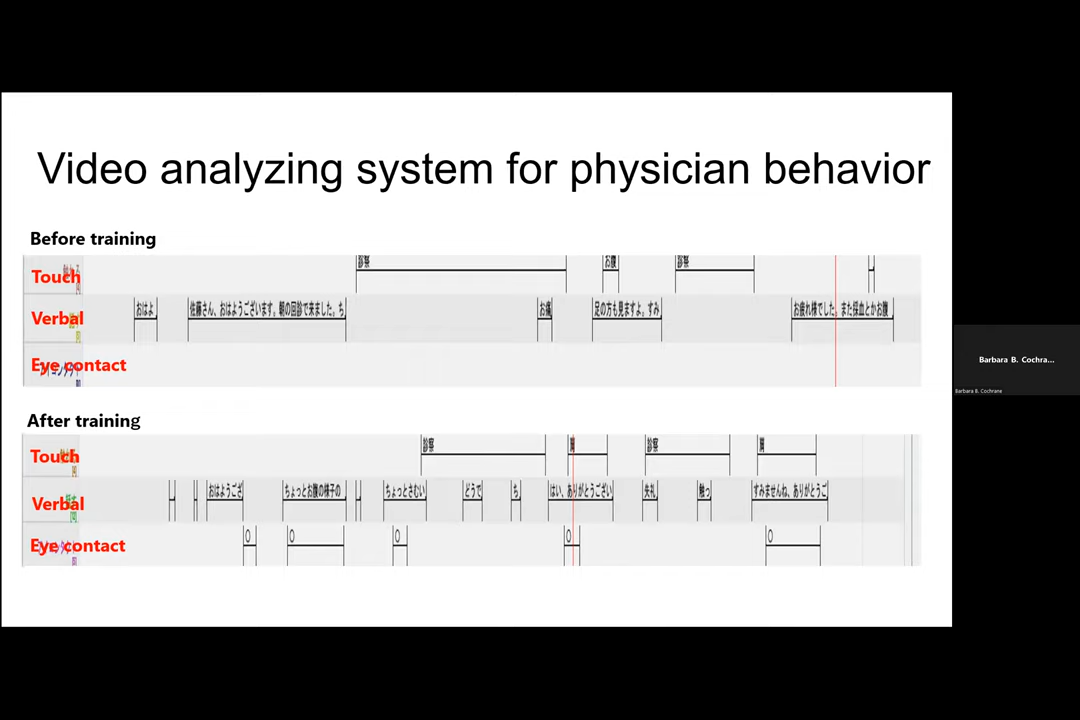 Video analyzing system for physician behavior
Before training
Touch
診察
お腹
診察
Verbal
おはよ
佐藤さん、おはようございます。朝の回診で来ました。ち
お痛
足の方も見ますよ。すみ
お疲れ様でした。また採血とかお腹
Eye contact
After training
Touch
診察
肩
診察
肩
Verbal
おはようござ
ちょっとお腹の様子の
ちょっとさむい
どうで
ち
はい、ありがとうござい
失礼
触っ
すみませんね、ありがとうご
Eye contact
○
○
○
○
○
Barbara B. Cochra...
Barbara B. Cochrane